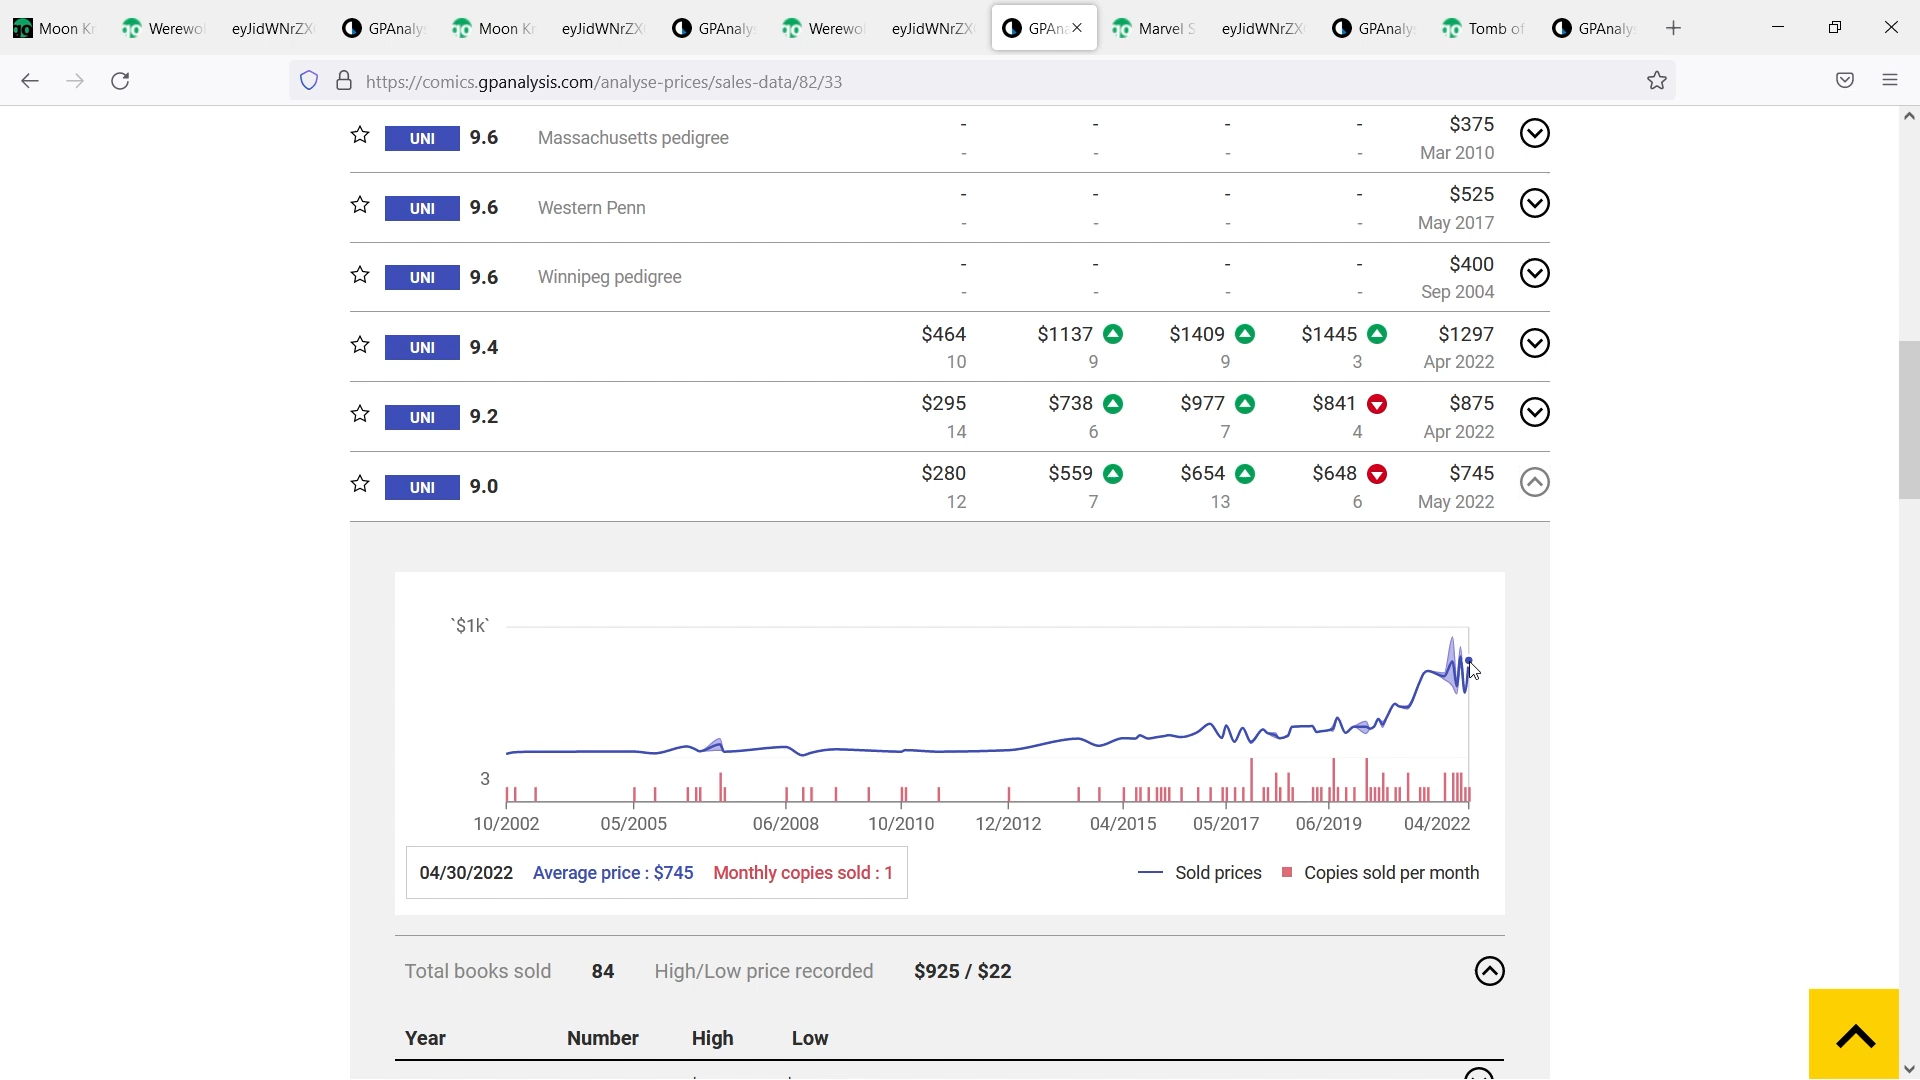 Moon Kr Werewol eyJidWNrZX GPAnaly Moon Kr eyJidWNrZX GPAnaly Werewol eyJidWNrZX GPAna Marvel S eyJidWNrZX GPAnaly Tomb of GPAnaly
https://comics.gpanalysis.com/analyse-prices/sales-data/82/33
UNI 9.6 Massachusetts pedigree - - - - $375
- - - - Mar 2010
UNI 9.6 Western Penn - - - - $525
- - - - May 2017
UNI 9.6 Winnipeg pedigree - - - - $400
- - - - Sep 2004
UNI 9.4 $464 $1137 $1409 $1445 $1297
10 9 9 3 Apr 2022
UNI 9.2 $295 $738 $977 $841 $875
14 6 7 4 Apr 2022
UNI 9.0 $280 $559 $654 $648 $745
12 7 13 6 May 2022
`$1k`
3
10/2002 05/2005 06/2008 10/2010 12/2012 04/2015 05/2017 06/2019 04/2022
04/30/2022 Average price : $745 Monthly copies sold : 1 Sold prices Copies sold per month
Total books sold 84 High/Low price recorded $925 / $22
Year Number High Low